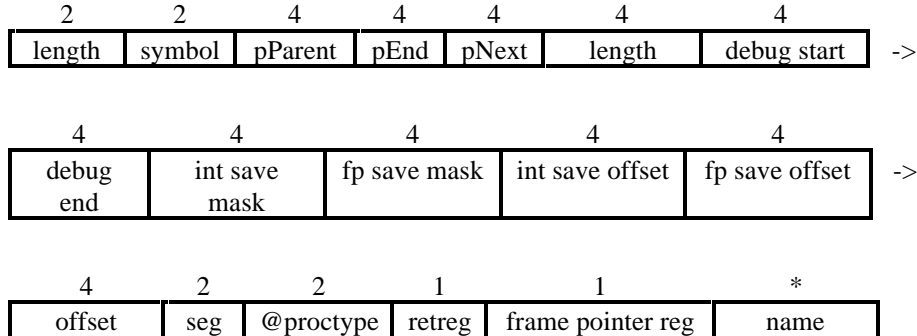 2 2 4 4 4 4 4
length symbol pParent pEnd pNext length debug start ->
4 4 4 4 4
debug int save fp save mask int save offset fp save offset ->
end mask
4 2 2 1 1 *
offset seg @proctype retreg frame pointer reg name